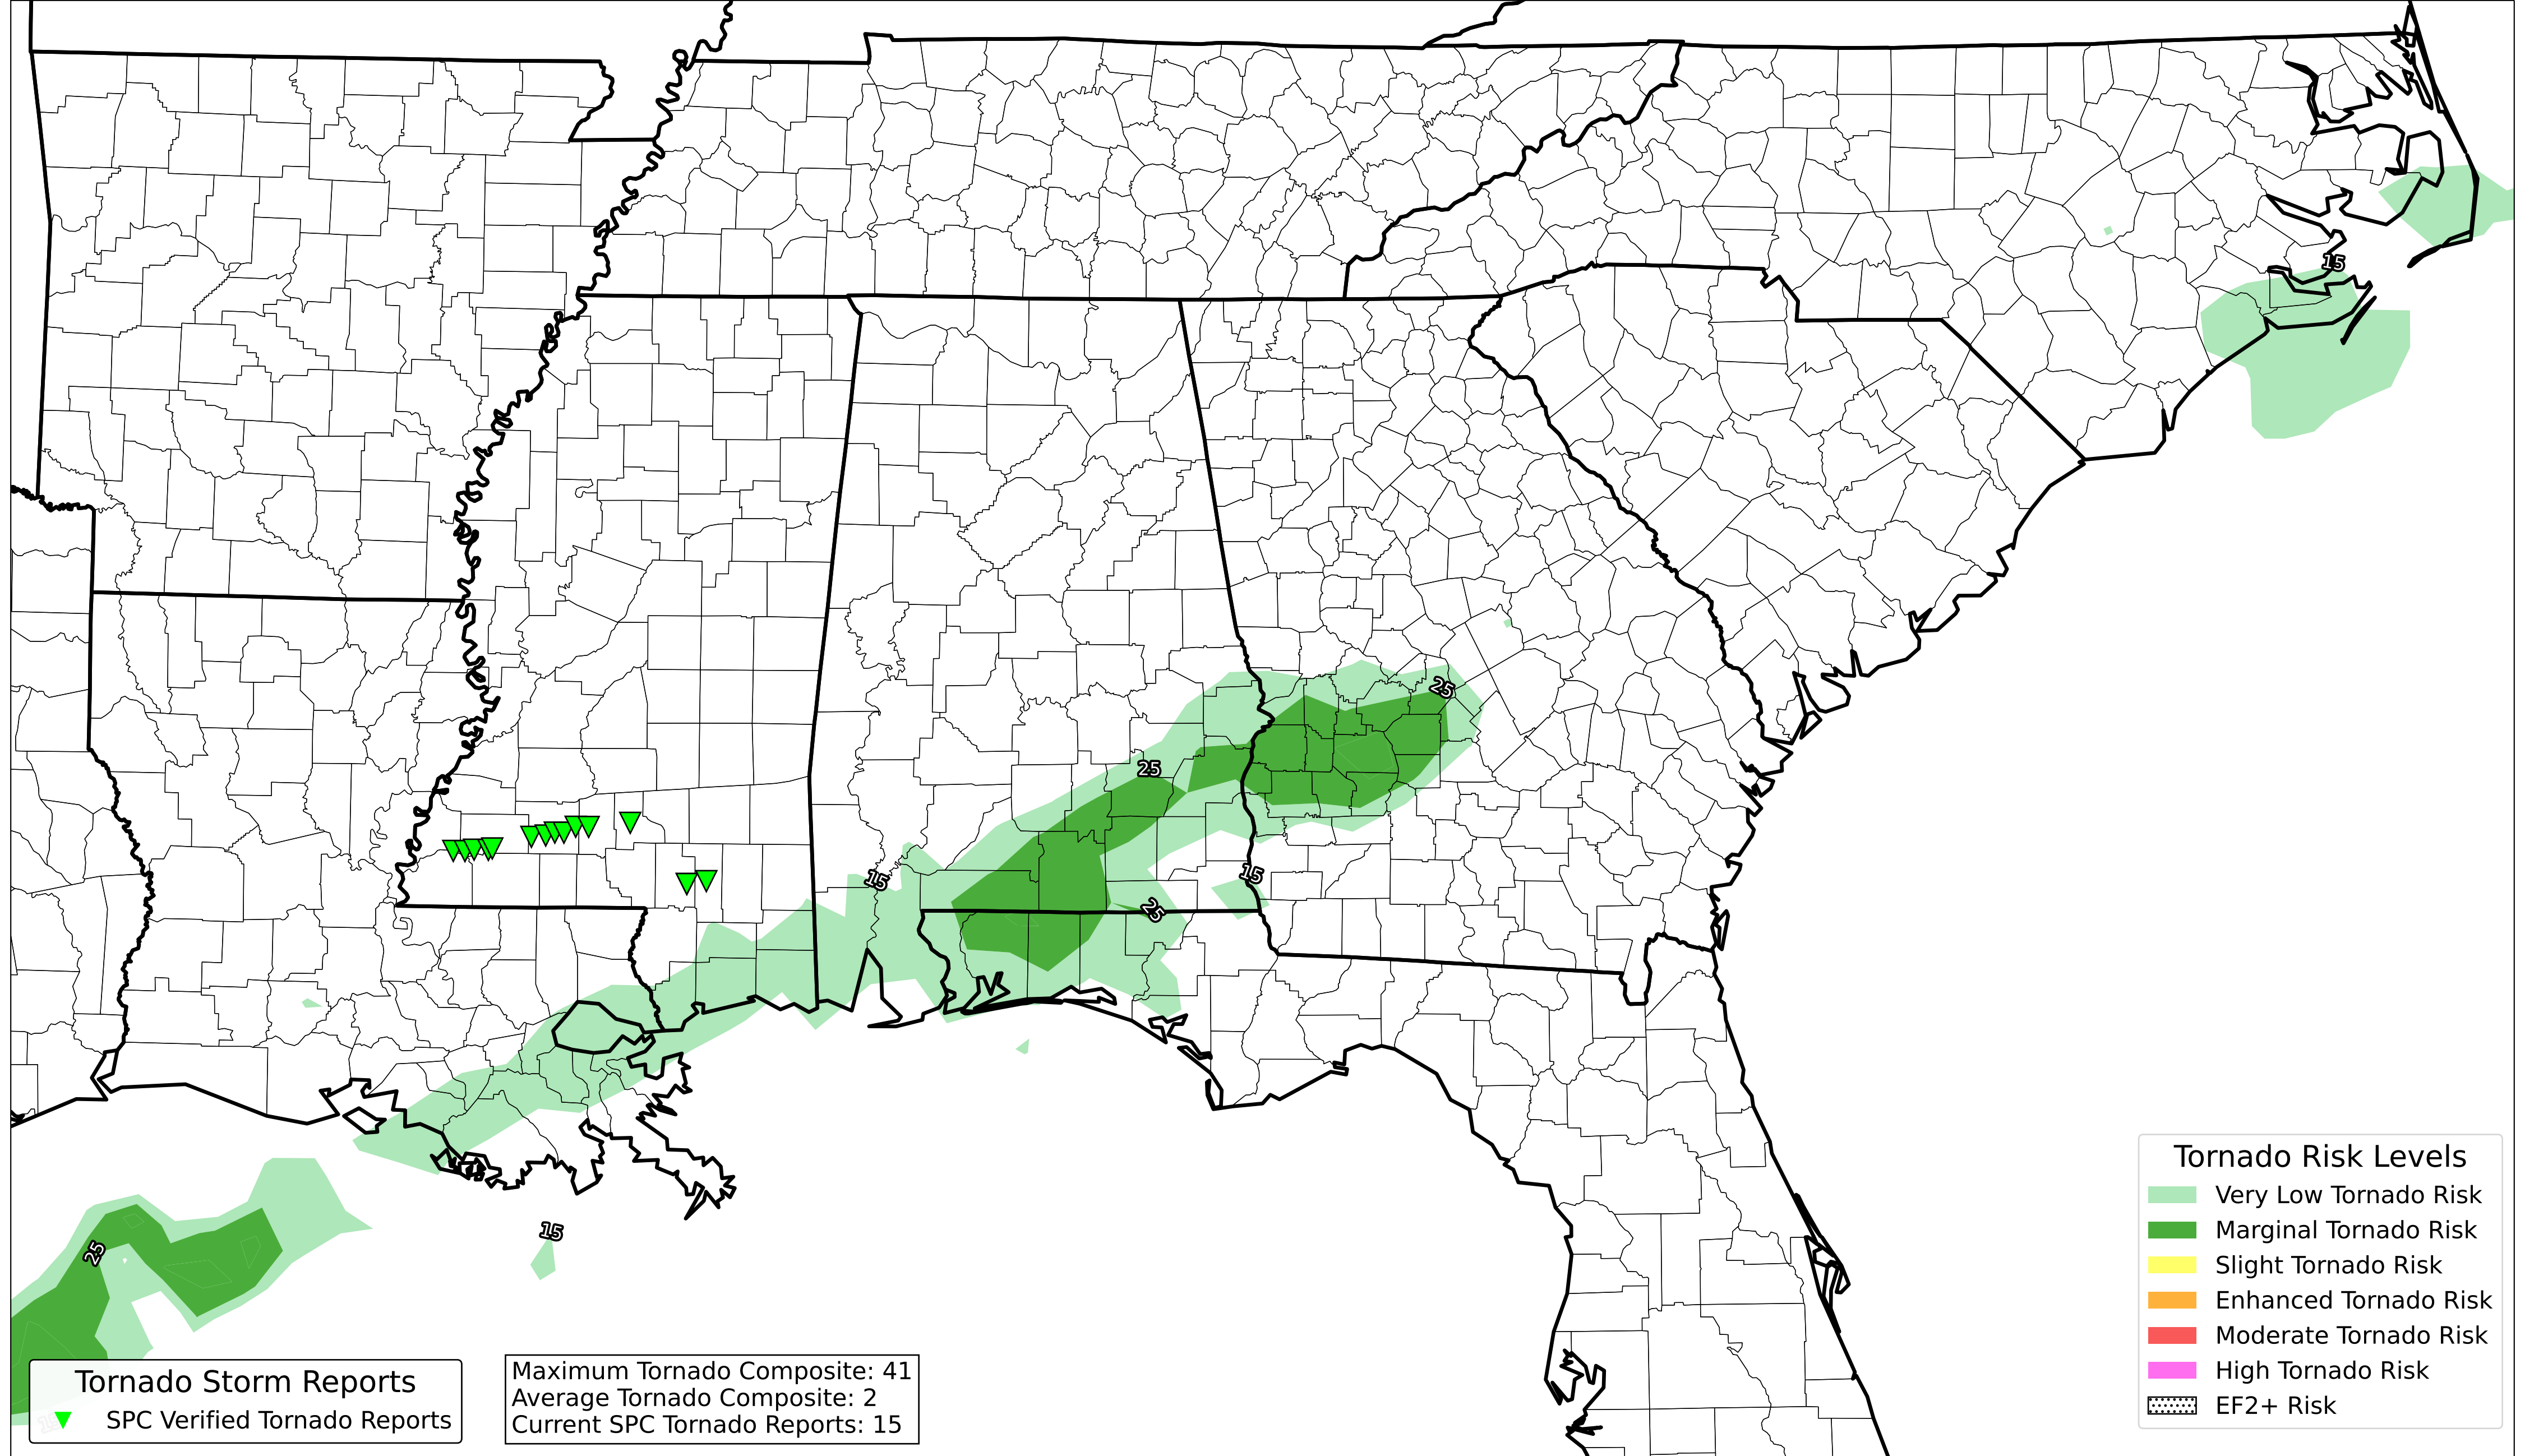 15
25
25
15
15
25
15
25
Tornado Storm Reports
SPC Verified Tornado Reports
Maximum Tornado Composite: 41
Average Tornado Composite: 2
Current SPC Tornado Reports: 15
Tornado Risk Levels
Very Low Tornado Risk
Marginal Tornado Risk
Slight Tornado Risk
Enhanced Tornado Risk
Moderate Tornado Risk
High Tornado Risk
EF2+ Risk